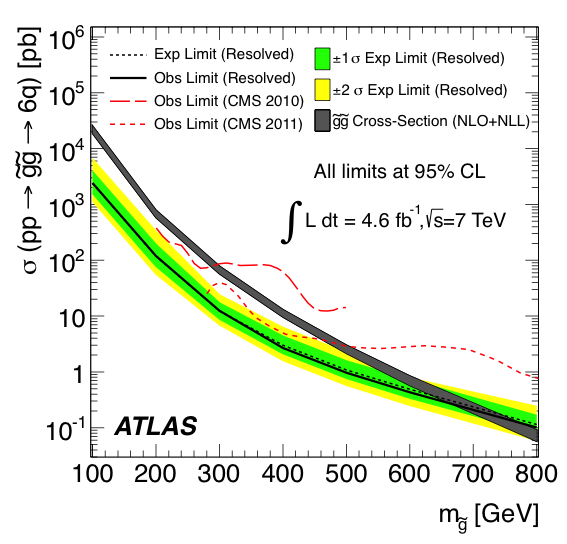 σ (pp → g̃g̃ → 6q) [pb]
10⁶
10⁵
10⁴
10³
10²
10
1
10⁻¹
Exp Limit (Resolved)
Obs Limit (Resolved)
Obs Limit (CMS 2010)
Obs Limit (CMS 2011)
±1 σ Exp Limit (Resolved)
±2 σ Exp Limit (Resolved)
g̃g̃ Cross-Section (NLO+NLL)
All limits at 95% CL
∫ L dt = 4.6 fb⁻¹,√s=7 TeV
ATLAS
100 200 300 400 500 600 700 800
m_g̃ [GeV]